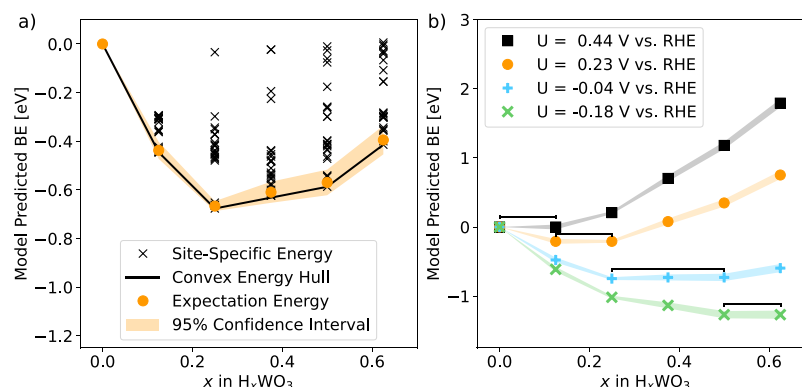 a)
Model Predicted BE [eV]
0.0
−0.2
−0.4
−0.6
−0.8
−1.0
−1.2
Site-Specific Energy
Convex Energy Hull
Expectation Energy
95% Confidence Interval
0.0 0.2 0.4 0.6
x in HₓWO₃
b)
Model Predicted BE [eV]
3
2
1
0
−1
U = 0.44 V vs. RHE
U = 0.23 V vs. RHE
U = -0.04 V vs. RHE
U = -0.18 V vs. RHE
0.0 0.2 0.4 0.6
x in HₓWO₃